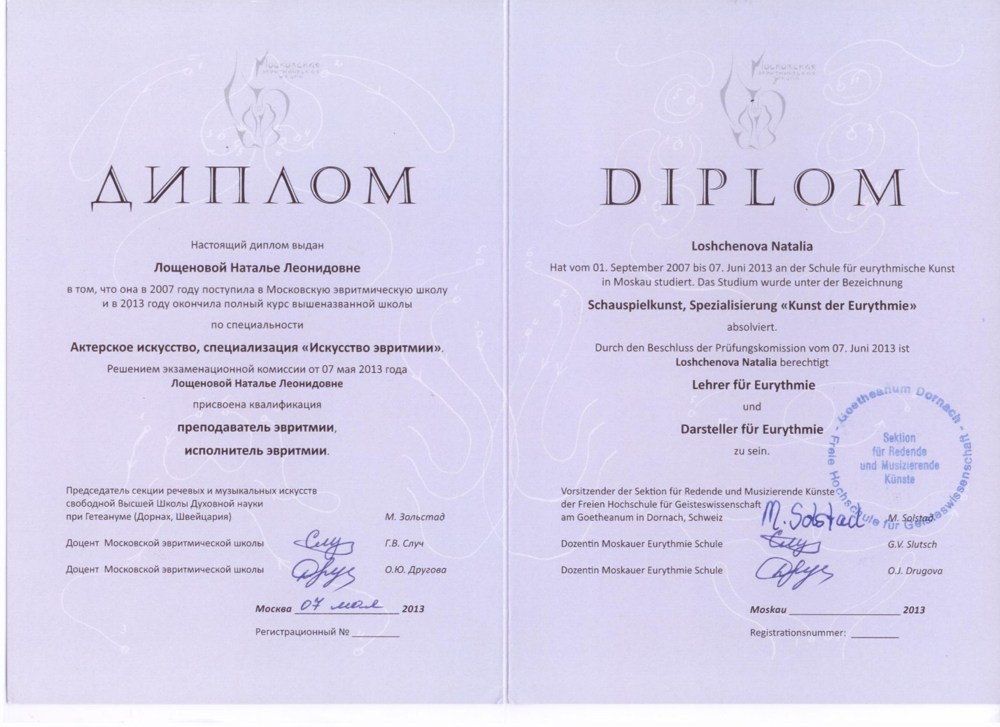 Московская
эвритмическая
школа
ДИПЛОМ
Настоящий диплом выдан
Лощеновой Наталье Леонидовне
в том, что она в 2007 году поступила в Московскую эвритмическую школу
и в 2013 году окончила полный курс вышеназванной школы
по специальности
Актерское искусство, специализация «Искусство эвритмии».
Решением экзаменационной комиссии от 07 мая 2013 года
Лощеновой Наталье Леонидовне
присвоена квалификация
преподаватель эвритмии,
исполнитель эвритмии.
Председатель секции речевых и музыкальных искусств
свободной Высшей Школы Духовной науки
при Гетеануме (Дорнах, Швейцария) М. Зольстад
Доцент Московской эвритмической школы Случ Г.В. Случ
Доцент Московской эвритмической школы О.Ю. Другова
Москва 07 мая 2013
Регистрационный № ________
Московская
эвритмическая
школа
DIPLOM
Loshchenova Natalia
Hat vom 01. September 2007 bis 07. Juni 2013 an der Schule für eurythmische Kunst
in Moskau studiert. Das Studium wurde unter der Bezeichnung
Schauspielkunst, Spezialisierung «Kunst der Eurythmie»
absolviert.
Durch den Beschluss der Prüfungskomission vom 07. Juni 2013 ist
Loshchenova Natalia berechtigt
Lehrer für Eurythmie
und
Darsteller für Eurythmie
zu sein.
Goetheanum Dornach - Freie Hochschule für Geisteswissenschaft -
Sektion
für Redende
und Musizierende
Künste
Vorsitzender der Sektion für Redende und Musizierende Künste
der Freien Hochschule für Geisteswissenschaft
am Goetheanum in Dornach, Schweiz M. Solstad M. Solstad
Dozentin Moskauer Eurythmie Schule G.V. Slutsch
Dozentin Moskauer Eurythmie Schule O.J. Drugova
Moskau ____________________ 2013
Registrationsnummer: ________